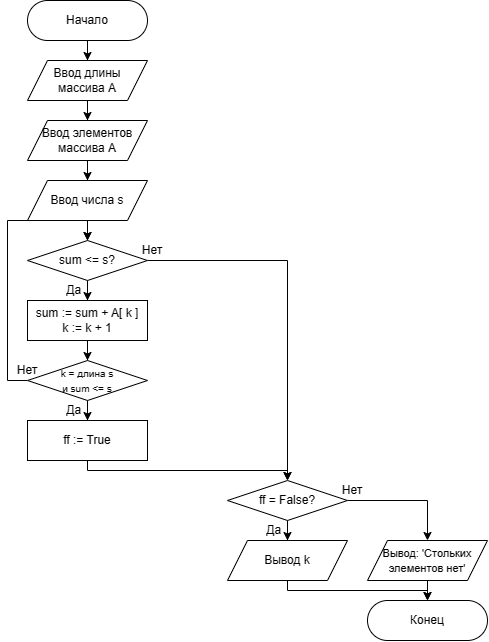 Начало
Ввод длины
массива А
Ввод элементов
массива А
Ввод числа s
sum <= s?
Нет
Да
sum := sum + A[ k ]
k := k + 1
Нет
k = длина s
и sum <= s
Да
ff := True
ff = False?
Нет
Да
Вывод k
Вывод: 'Стольких
элементов нет'
Конец